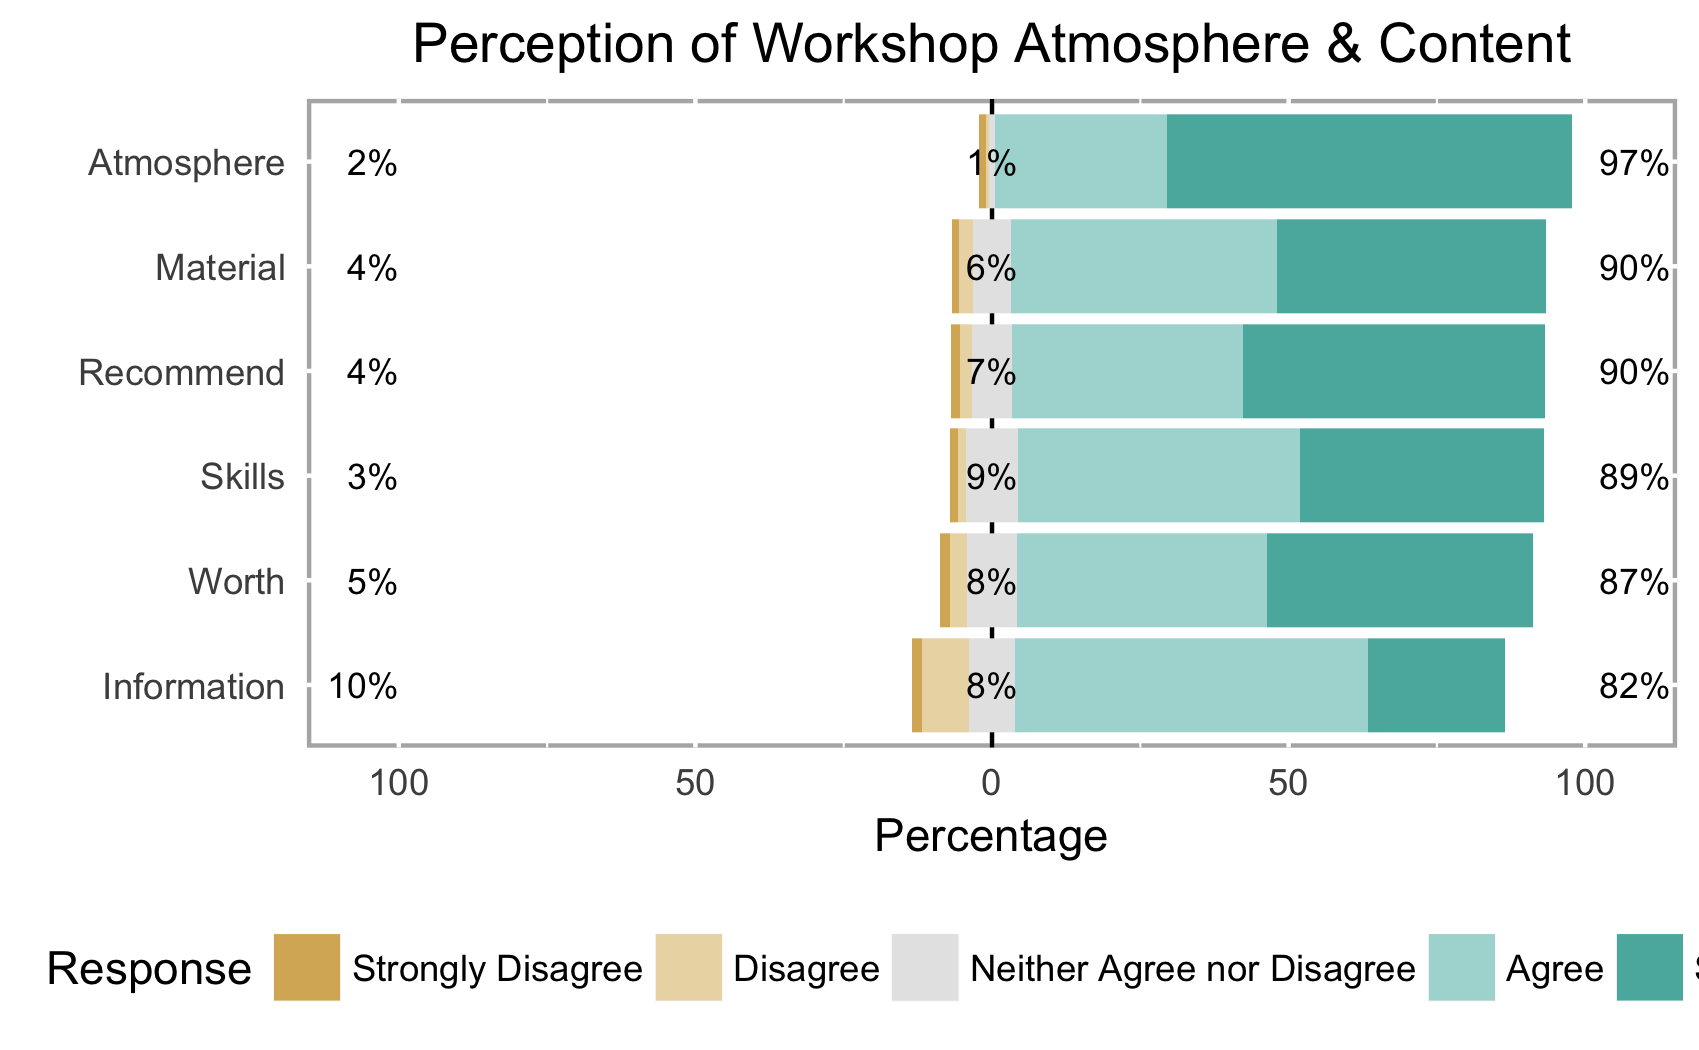 Perception of Workshop Atmosphere & Content
Atmosphere 2% 1% 97%
Material 4% 6% 90%
Recommend 4% 7% 90%
Skills 3% 9% 89%
Worth 5% 8% 87%
Information 10% 8% 82%
100 50 0 50 100
Percentage
Response Strongly Disagree Disagree Neither Agree nor Disagree Agree